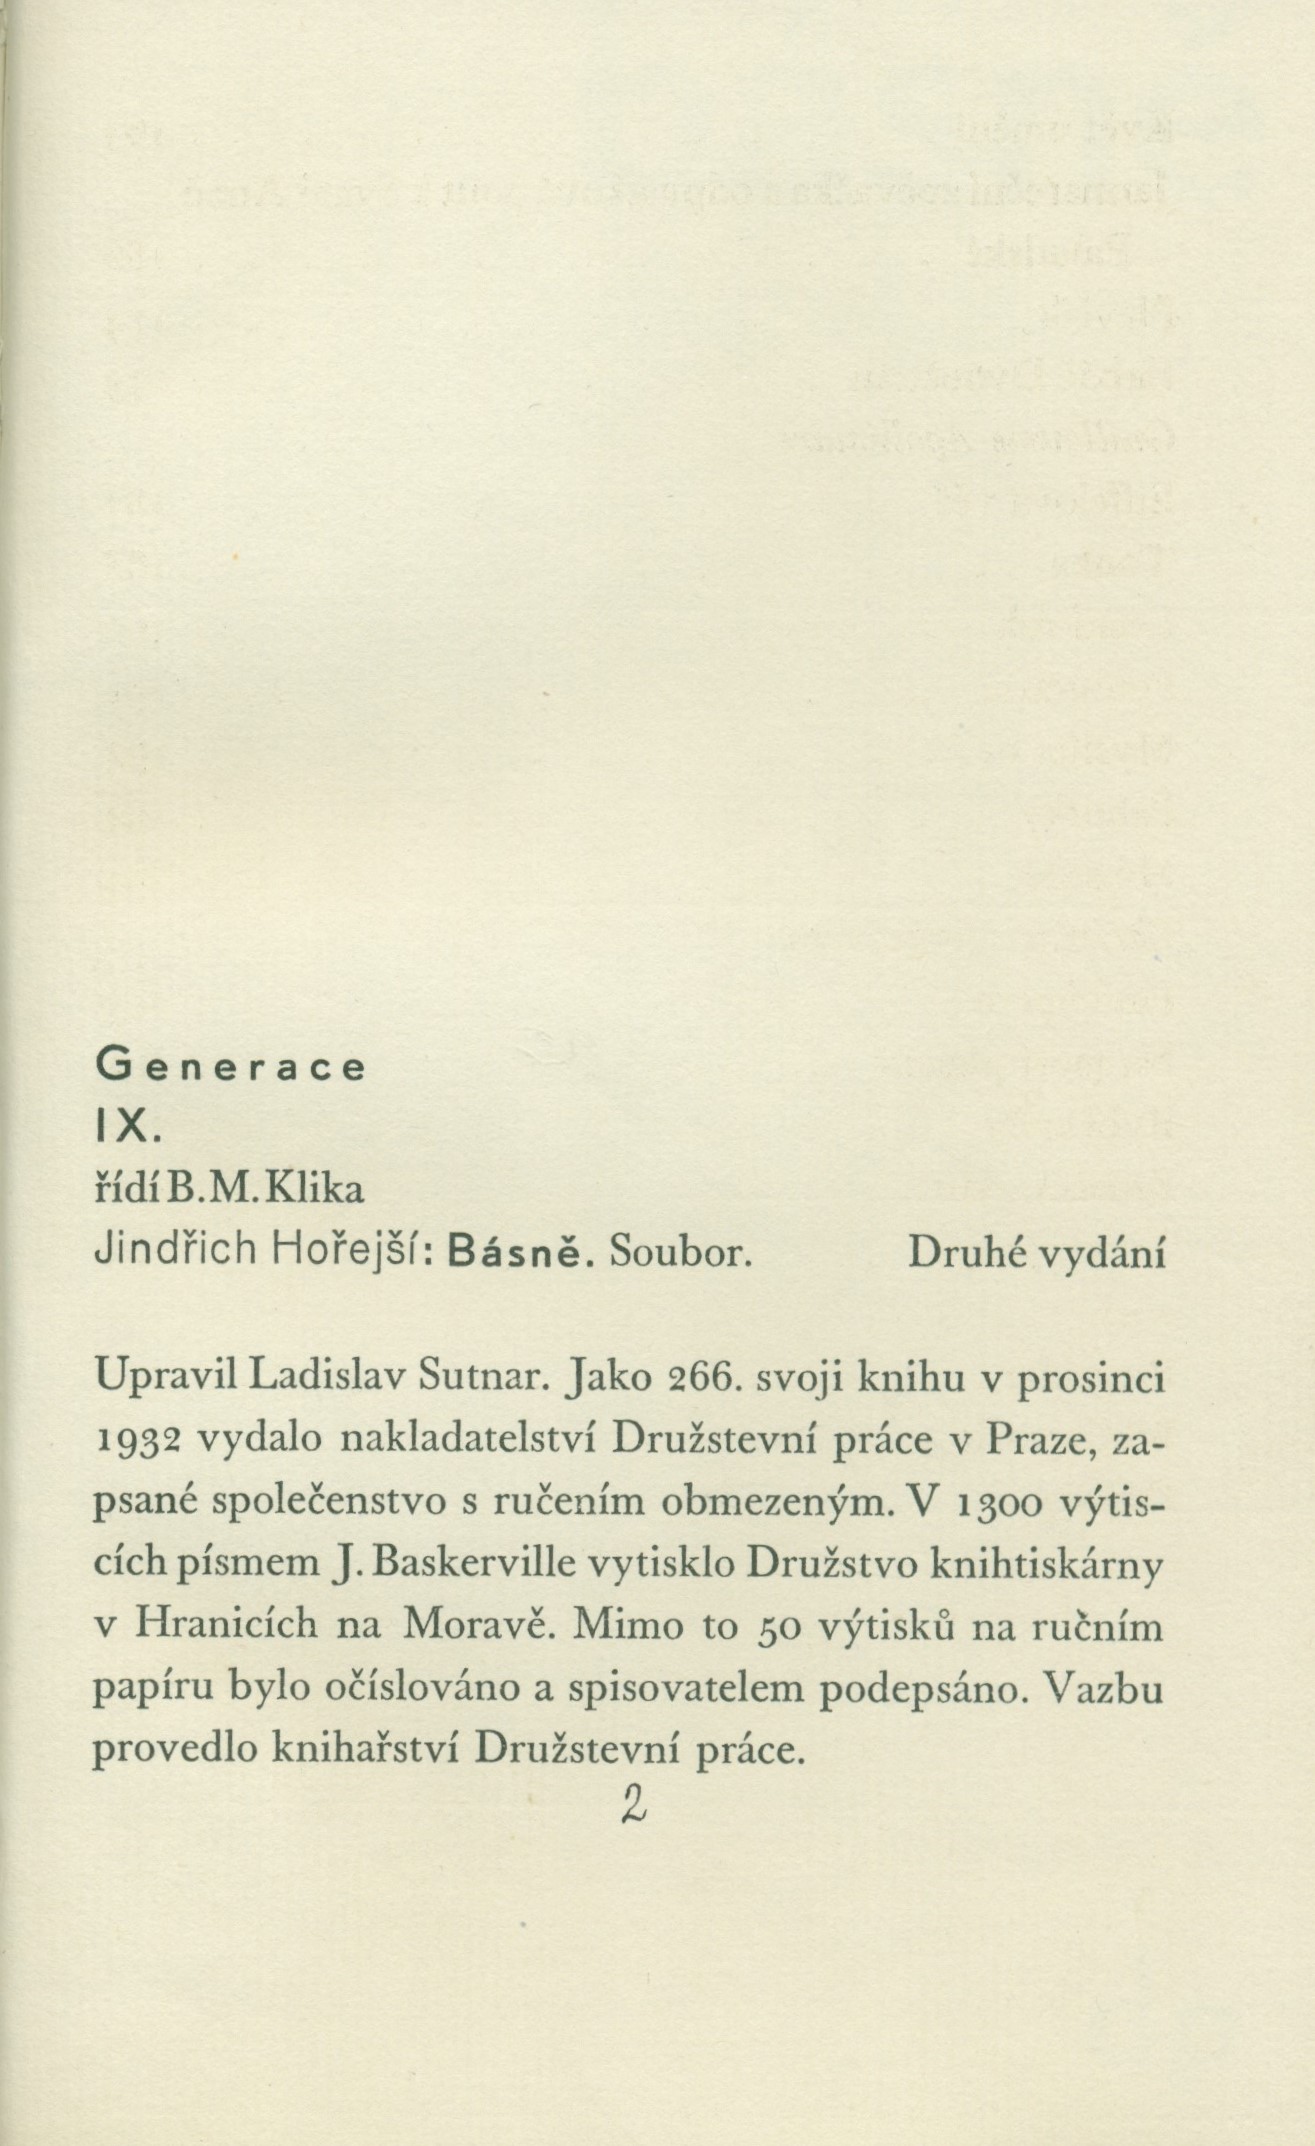 Generace
IX.
řídí B. M. Klika
Jindřich Hořejší: Básně. Soubor. Druhé vydání
Upravil Ladislav Sutnar. Jako 266. svoji knihu v prosinci
1932 vydalo nakladatelství Družstevní práce v Praze, za-
psané společenstvo s ručením obmezeným. V 1300 výtis-
cích písmem J. Baskerville vytisklo Družstvo knihtiskárny
v Hranicích na Moravě. Mimo to 50 výtisků na ručním
papíru bylo očíslováno a spisovatelem podepsáno. Vazbu
provedlo knihařství Družstevní práce.
2